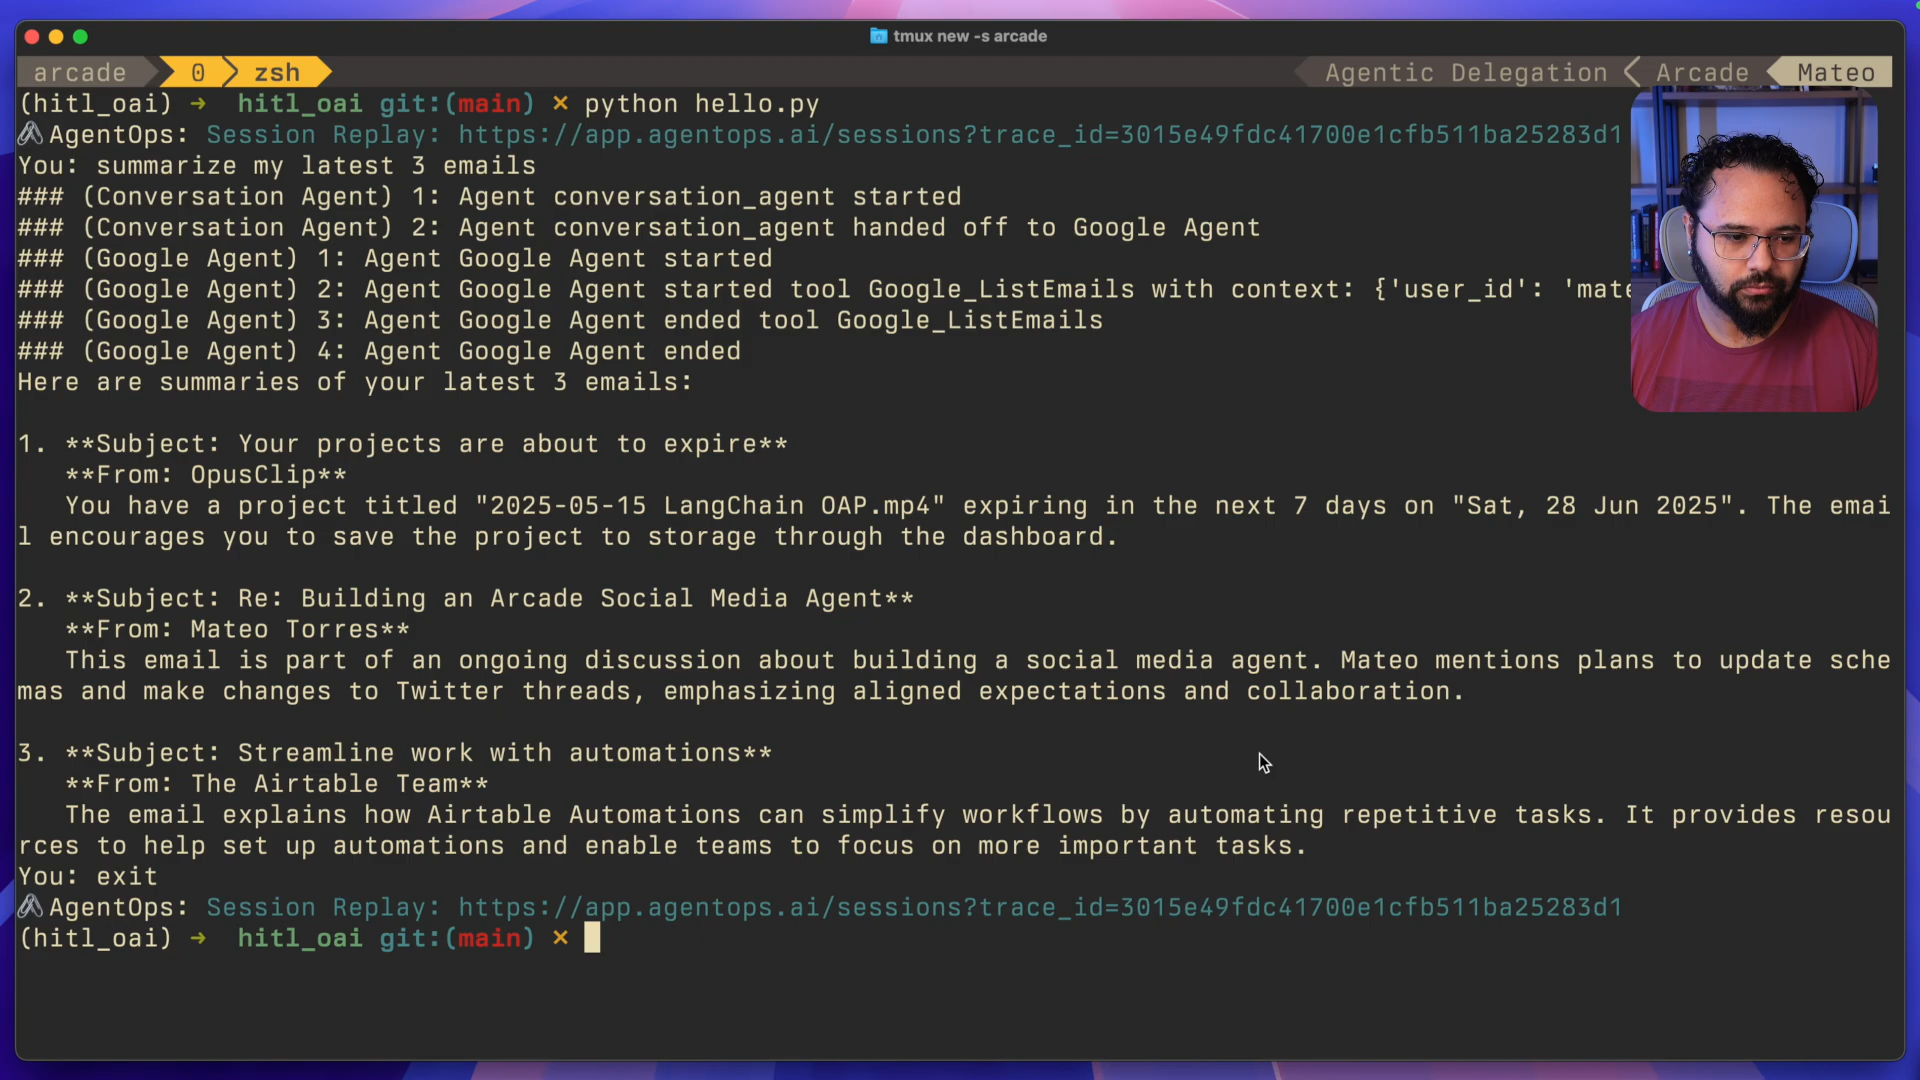 tmux new -s arcade
arcade 0 zsh Agentic Delegation Arcade Mateo
(hitl_oai) → hitl_oai git:(main) × python hello.py
AgentOps: Session Replay: https://app.agentops.ai/sessions?trace_id=3015e49fdc41700e1cfb511ba25283d1
You: summarize my latest 3 emails
### (Conversation Agent) 1: Agent conversation_agent started
### (Conversation Agent) 2: Agent conversation_agent handed off to Google Agent
### (Google Agent) 1: Agent Google Agent started
### (Google Agent) 2: Agent Google Agent started tool Google_ListEmails with context: {'user_id': 'mate
### (Google Agent) 3: Agent Google Agent ended tool Google_ListEmails
### (Google Agent) 4: Agent Google Agent ended
Here are summaries of your latest 3 emails:
1. **Subject: Your projects are about to expire**
**From: OpusClip**
You have a project titled "2025-05-15 LangChain OAP.mp4" expiring in the next 7 days on "Sat, 28 Jun 2025". The emai
l encourages you to save the project to storage through the dashboard.
2. **Subject: Re: Building an Arcade Social Media Agent**
**From: Mateo Torres**
This email is part of an ongoing discussion about building a social media agent. Mateo mentions plans to update sche
mas and make changes to Twitter threads, emphasizing aligned expectations and collaboration.
3. **Subject: Streamline work with automations**
**From: The Airtable Team**
The email explains how Airtable Automations can simplify workflows by automating repetitive tasks. It provides resou
rces to help set up automations and enable teams to focus on more important tasks.
You: exit
AgentOps: Session Replay: https://app.agentops.ai/sessions?trace_id=3015e49fdc41700e1cfb511ba25283d1
(hitl_oai) → hitl_oai git:(main) ×